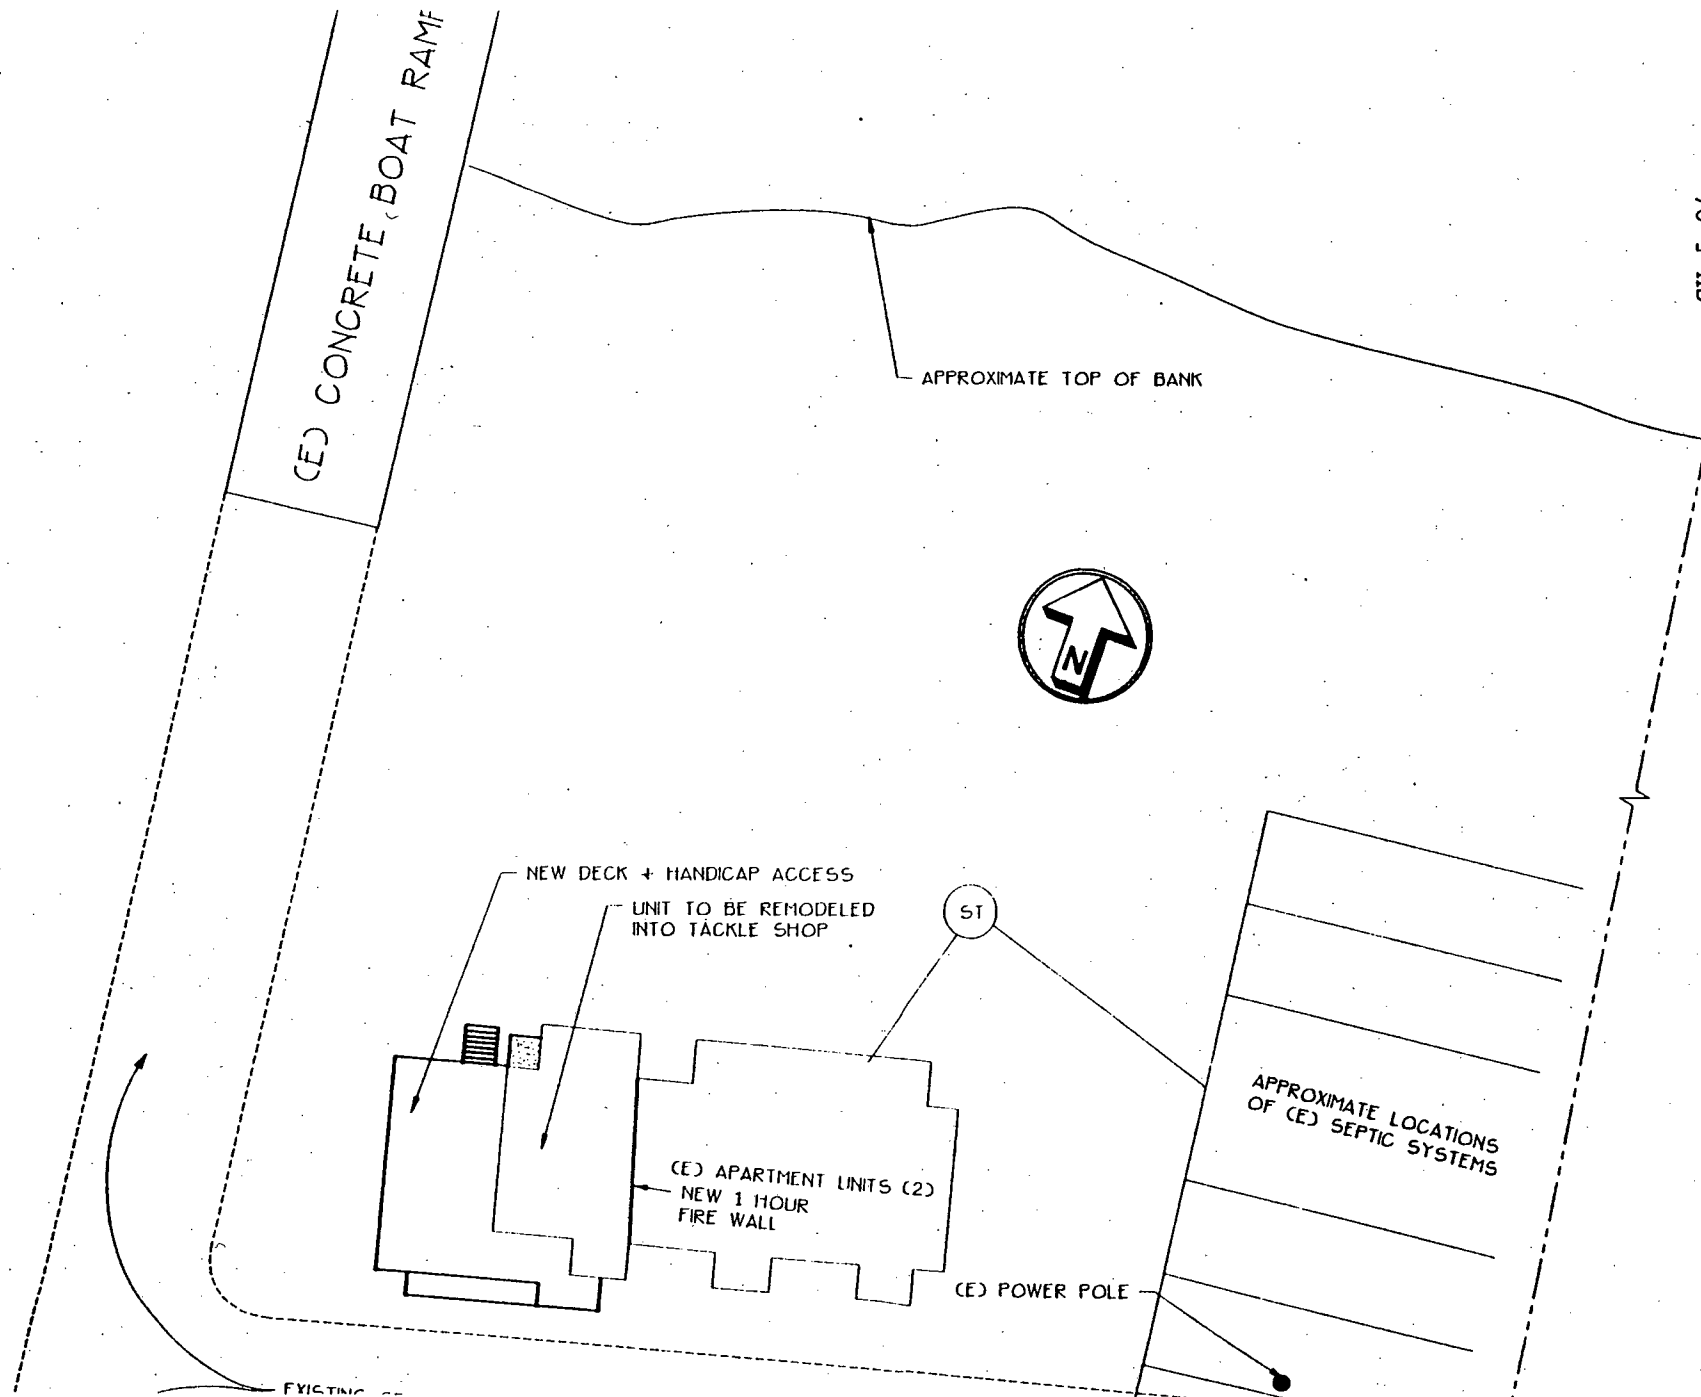 (E) CONCRETE BOAT RAMP
APPROXIMATE TOP OF BANK
N
NEW DECK + HANDICAP ACCESS
UNIT TO BE REMODELED
INTO TACKLE SHOP
ST
APPROXIMATE LOCATIONS
OF (E) SEPTIC SYSTEMS
(E) APARTMENT UNITS (2)
NEW 1 HOUR
FIRE WALL
(E) POWER POLE
EXISTING